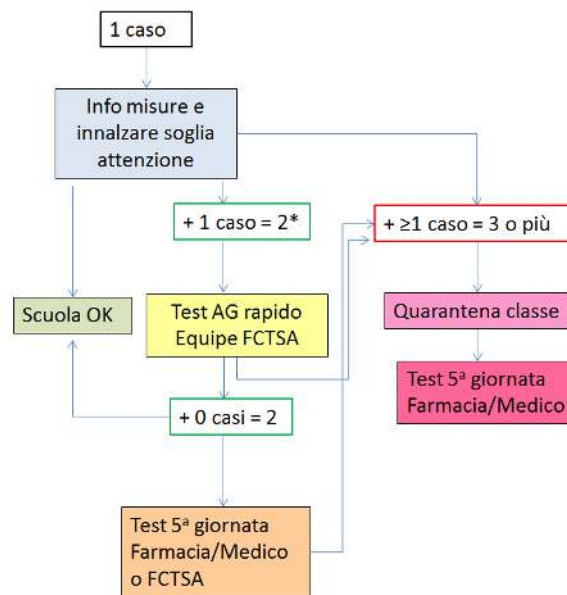 1 caso
Info misure e
innalzare soglia
attenzione
+ 1 caso = 2*
+ ≥1 caso = 3 o più
Scuola OK
Test AG rapido
Equipe FCTSA
Quarantena classe
Test 5ª giornata
Farmacia/Medico
+ 0 casi = 2
Test 5ª giornata
Farmacia/Medico
o FCTSA